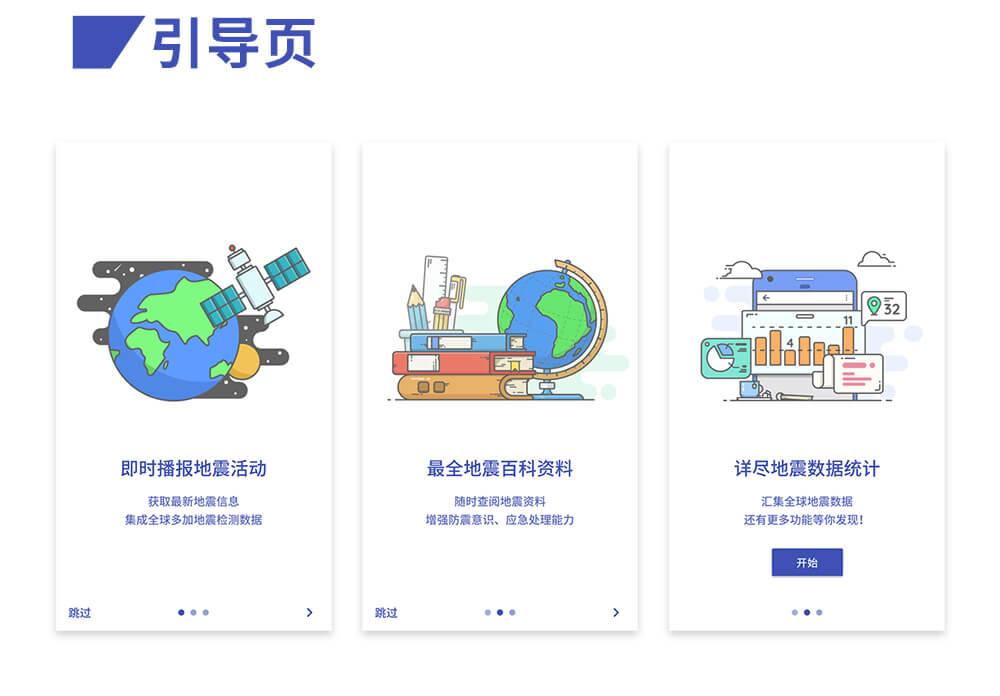 引导页
即时播报地震活动
获取最新地震信息
集成全球多加地震检测数据
跳过
最全地震百科资料
随时查阅地震资料
增强防震意识、应急处理能力
跳过
11
32
4
详尽地震数据统计
汇集全球地震数据
还有更多功能等你发现！
开始